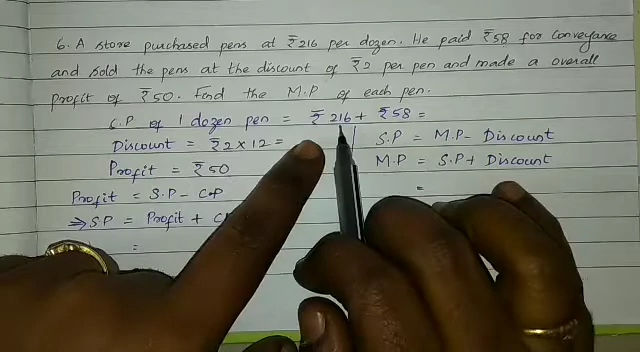 6. A store purchased pens at ₹216 per dozen. He paid ₹58 for conveyance
and sold the pens at the discount of ₹2 per pen and made a overall
profit of ₹50. Find the M.P of each pen.
C.P of 1 dozen pen = ₹216 + ₹58 =
Discount = ₹2 × 12 =
Profit = ₹50
Profit = S.P - C.P
⇒ S.P = Profit + C
=
S.P = M.P - Discount
M.P = S.P + Discount
=